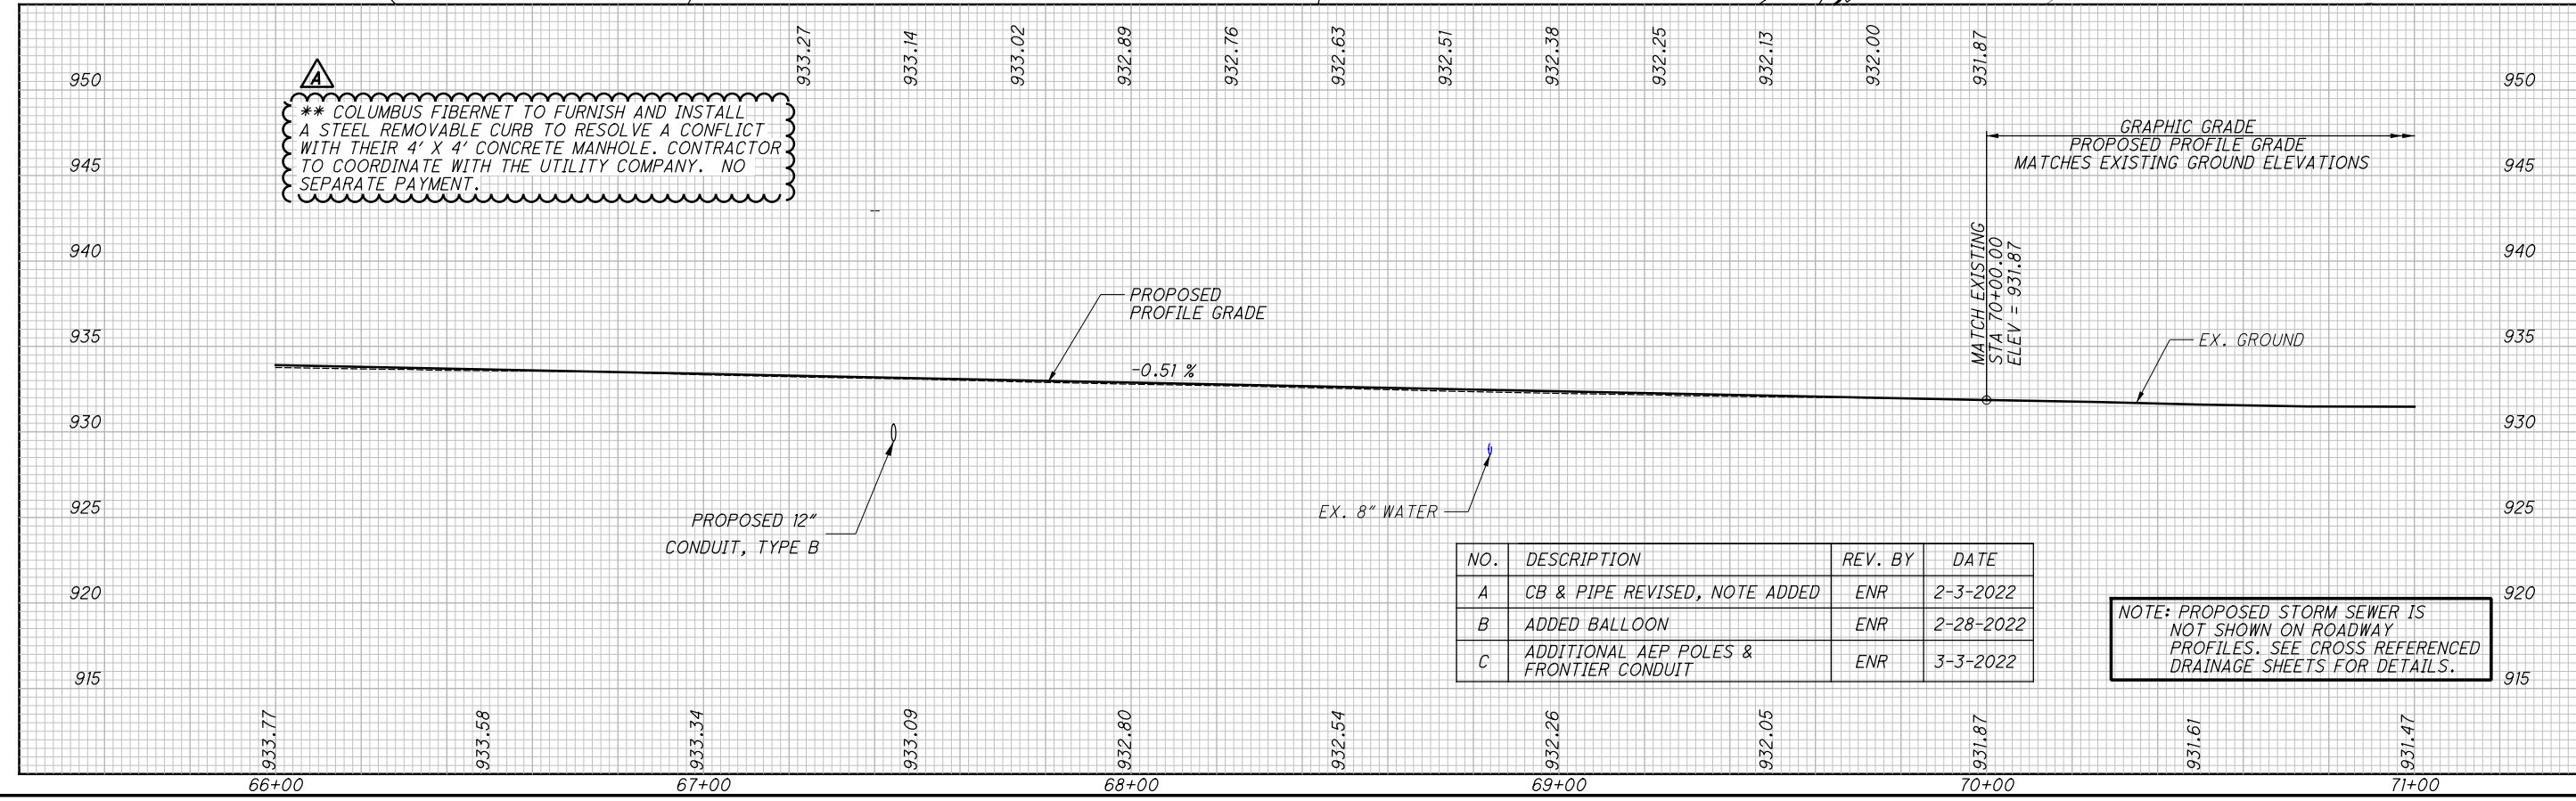 933.27 933.14 933.02 932.89 932.76 932.63 932.51 932.38 932.25 932.13 932.00 931.87
950 950
A
** COLUMBUS FIBERNET TO FURNISH AND INSTALL
A STEEL REMOVABLE CURB TO RESOLVE A CONFLICT
WITH THEIR 4' X 4' CONCRETE MANHOLE. CONTRACTOR
TO COORDINATE WITH THE UTILITY COMPANY. NO
SEPARATE PAYMENT.
GRAPHIC GRADE
PROPOSED PROFILE GRADE
MATCHES EXISTING GROUND ELEVATIONS
945 945
--
940 940
MATCH EXISTING
STA 70+00.00
ELEV = 931.87
PROPOSED
PROFILE GRADE
935 935
EX. GROUND
-0.51 %
930 930
925 925
PROPOSED 12"
CONDUIT, TYPE B
EX. 8" WATER
NO. DESCRIPTION REV. BY DATE
A CB & PIPE REVISED, NOTE ADDED ENR 2-3-2022
B ADDED BALLOON ENR 2-28-2022
C ADDITIONAL AEP POLES &
FRONTIER CONDUIT ENR 3-3-2022
920 920
NOTE: PROPOSED STORM SEWER IS
NOT SHOWN ON ROADWAY
PROFILES. SEE CROSS REFERENCED
DRAINAGE SHEETS FOR DETAILS.
915 915
933.77 933.58 933.34 933.09 932.80 932.54 932.26 932.05 931.87 931.61 931.47
66+00 67+00 68+00 69+00 70+00 71+00